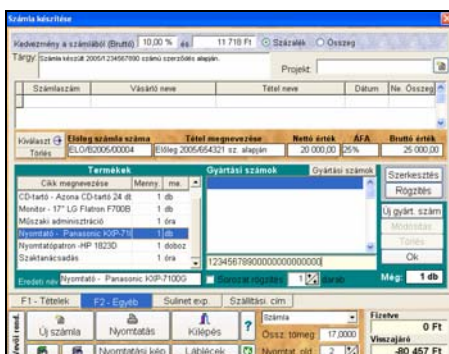 Számla készítése
Kedvezmény a számlából (Bruttó) 10,00 % és 11 718 Ft Százalék Összeg
Tárgy: Számla készült 2005/1234567890 számú szerződés alapján.
Projekt
Számlaszám Vásárló neve Tétel neve Dátum Ne. Összeg
Kiválaszt Előleg számla száma Tétel megnevezése Nettó érték ÁFA Bruttó érték
Törlés ELO/B2005/00004 Előleg 2005/654321 sz. alapján 20 000,00 25% 25 000,00
Termékek Gyártási számok Gyártási számok
Cikk megnevezése Menny me.
CD-tartó - Azona CD-tartó 24 db 1 db
Monitor - 17" LG Flatron F700B 1 db
Műszaki adminisztráció 1 óra
Nyomtató - Panasonic KXP-710 1 db
Nyomtatópatron -HP 1823D 1 doboz
Szaktanácsadás 1 óra
Eredeti név Nyomtató - Panasonic KXP-7100G
Sorozat rögzítés 1 darab
Szerkesztés
Rögzítés
Új gyárt. szám
Módosítás
Törlés
Ok
Még: 1 db
F1 - Tételek F2 - Egyéb Sulinet exp. Szállítási. cím
Új számla Nyomtatás Kilépés ?
Számla
Össz. tömeg 17,0000
Fizetve
0 Ft
Visszajáró
-80 457 Ft
Vevői rend.
Nyomtatási kép Láblécek Nyomtat. pld 2